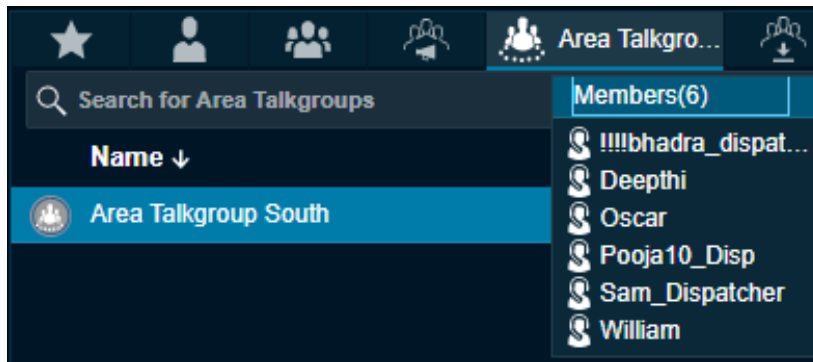 Area Talkgro...
Search for Area Talkgroups
Name ↓
Area Talkgroup South
Members(6)
!!!!bhadra_dispat...
Deepthi
Oscar
Pooja10_Disp
Sam_Dispatcher
William